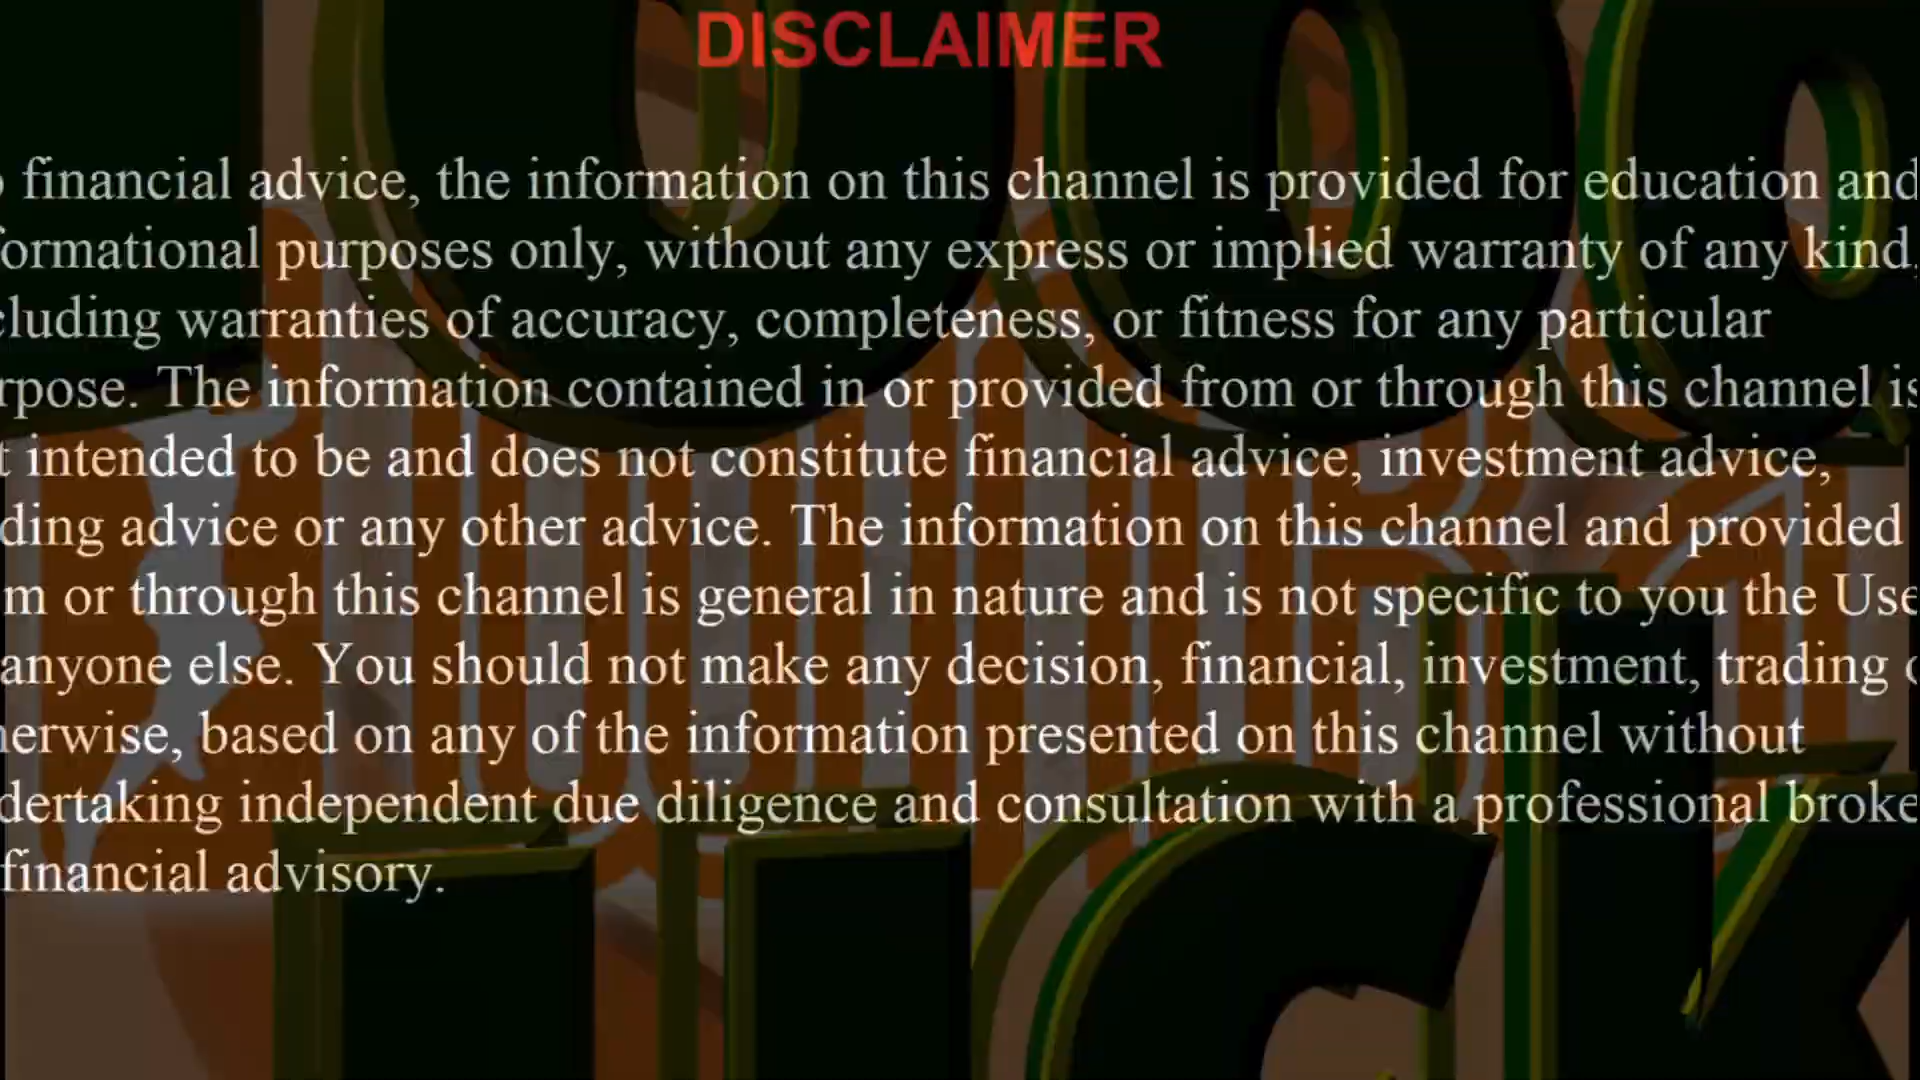 DISCLAIMER
financial advice, the information on this channel is provided for education and
formational purposes only, without any express or implied warranty of any kind,
cluding warranties of accuracy, completeness, or fitness for any particular
rpose. The information contained in or provided from or through this channel is
t intended to be and does not constitute financial advice, investment advice,
ding advice or any other advice. The information on this channel and provided
m or through this channel is general in nature and is not specific to you the Use
anyone else. You should not make any decision, financial, investment, trading
erwise, based on any of the information presented on this channel without
dertaking independent due diligence and consultation with a professional broke
financial advisory.